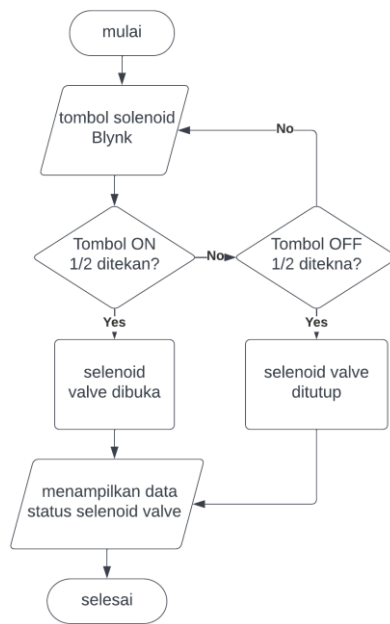 mulai
tombol solenoid
Blynk
No
Tombol ON
1/2 ditekan?
No
Tombol OFF
1/2 ditekna?
Yes
Yes
selenoid
valve dibuka
selenoid valve
ditutup
menampilkan data
status selenoid valve
selesai